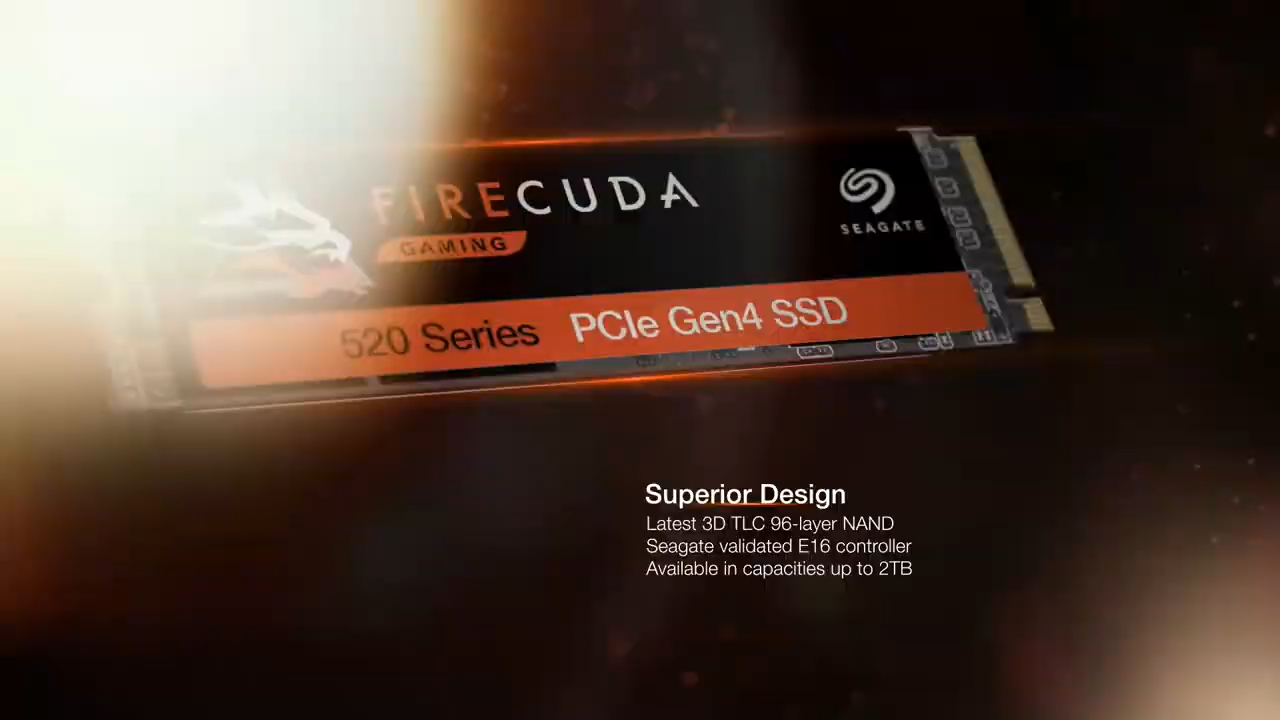 FIRECUDA
GAMING
SEAGATE
520 Series PCIe Gen4 SSD
Superior Design
Latest 3D TLC 96-layer NAND
Seagate validated E16 controller
Available in capacities up to 2TB